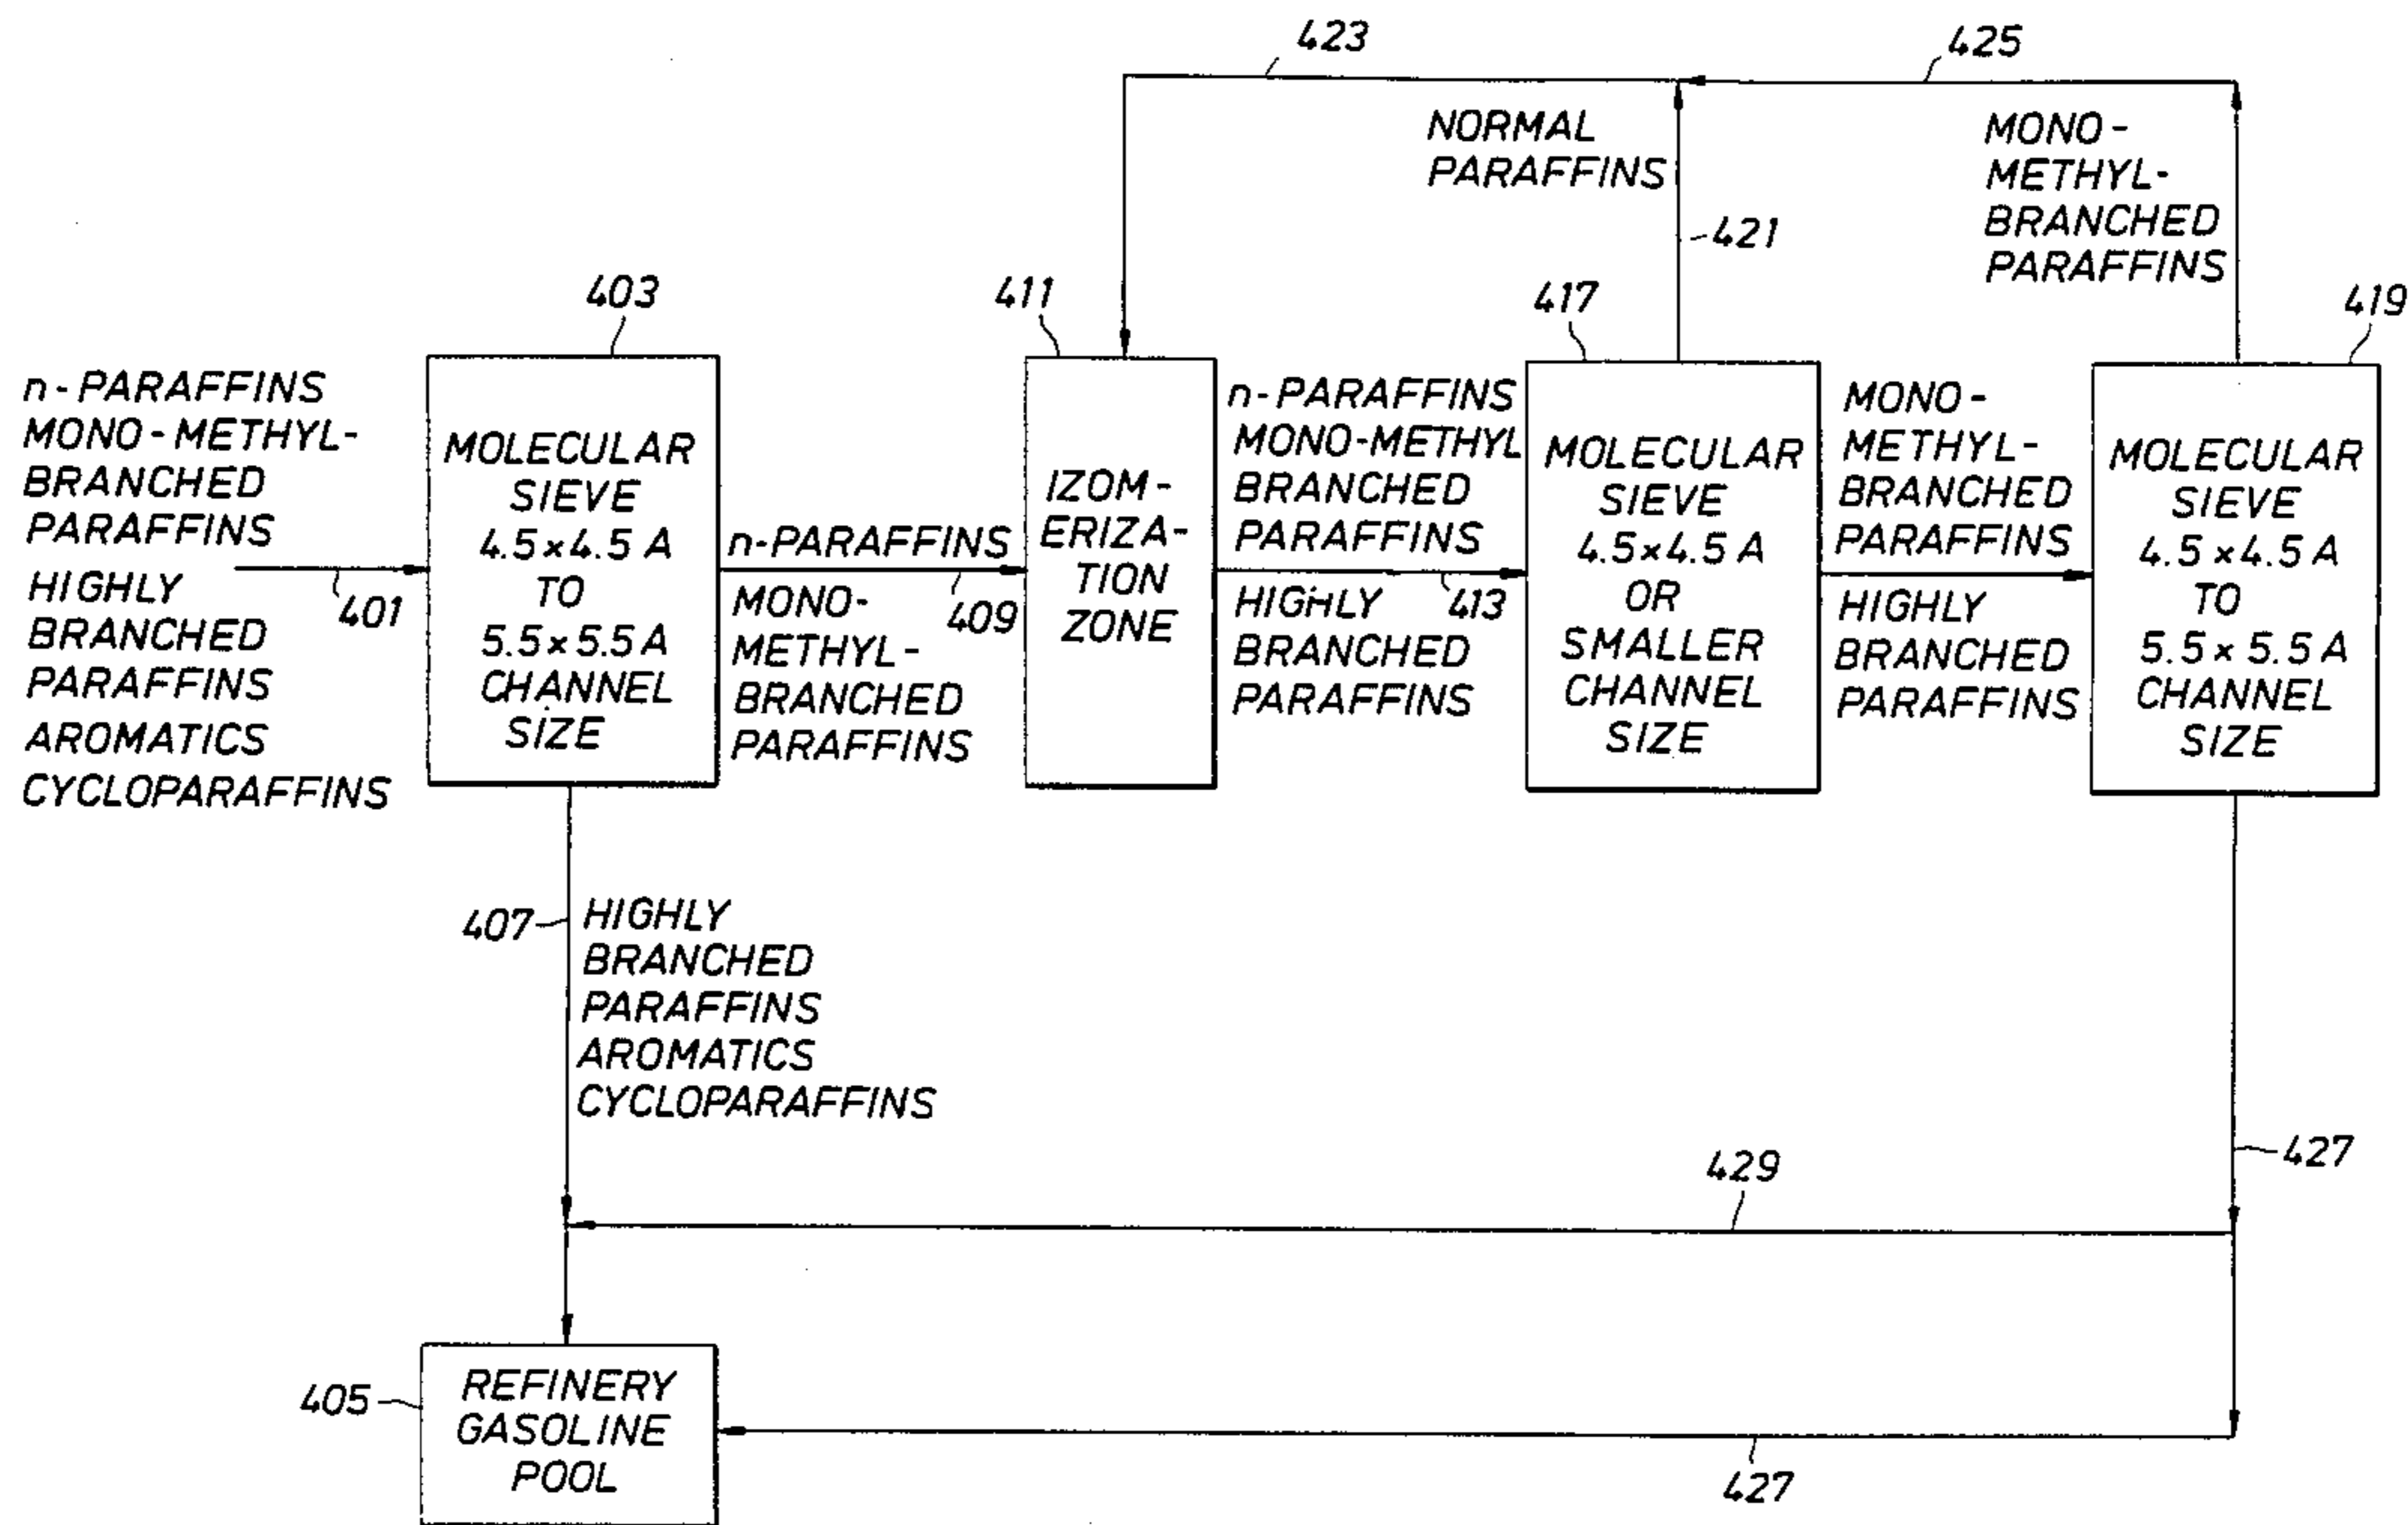 423
425
NORMAL
PARAFFINS
MONO-
METHYL-
BRANCHED
PARAFFINS
421
403
411
417
419
n-PARAFFINS
MONO-METHYL-
BRANCHED
PARAFFINS
HIGHLY
BRANCHED
PARAFFINS
AROMATICS
CYCLOPARAFFINS
401
MOLECULAR
SIEVE
4.5×4.5 A
TO
5.5×5.5 A
CHANNEL
SIZE
n-PARAFFINS
MONO-
METHYL-
BRANCHED
PARAFFINS
409
IZOM-
ERIZA-
TION
ZONE
n-PARAFFINS
MONO-METHYL
BRANCHED
PARAFFINS
HIGHLY
BRANCHED
PARAFFINS
413
MOLECULAR
SIEVE
4.5×4.5 A
OR
SMALLER
CHANNEL
SIZE
MONO-
METHYL-
BRANCHED
PARAFFINS
HIGHLY
BRANCHED
PARAFFINS
MOLECULAR
SIEVE
4.5×4.5 A
TO
5.5×5.5 A
CHANNEL
SIZE
407
HIGHLY
BRANCHED
PARAFFINS
AROMATICS
CYCLOPARAFFINS
429
427
405
REFINERY
GASOLINE
POOL
427